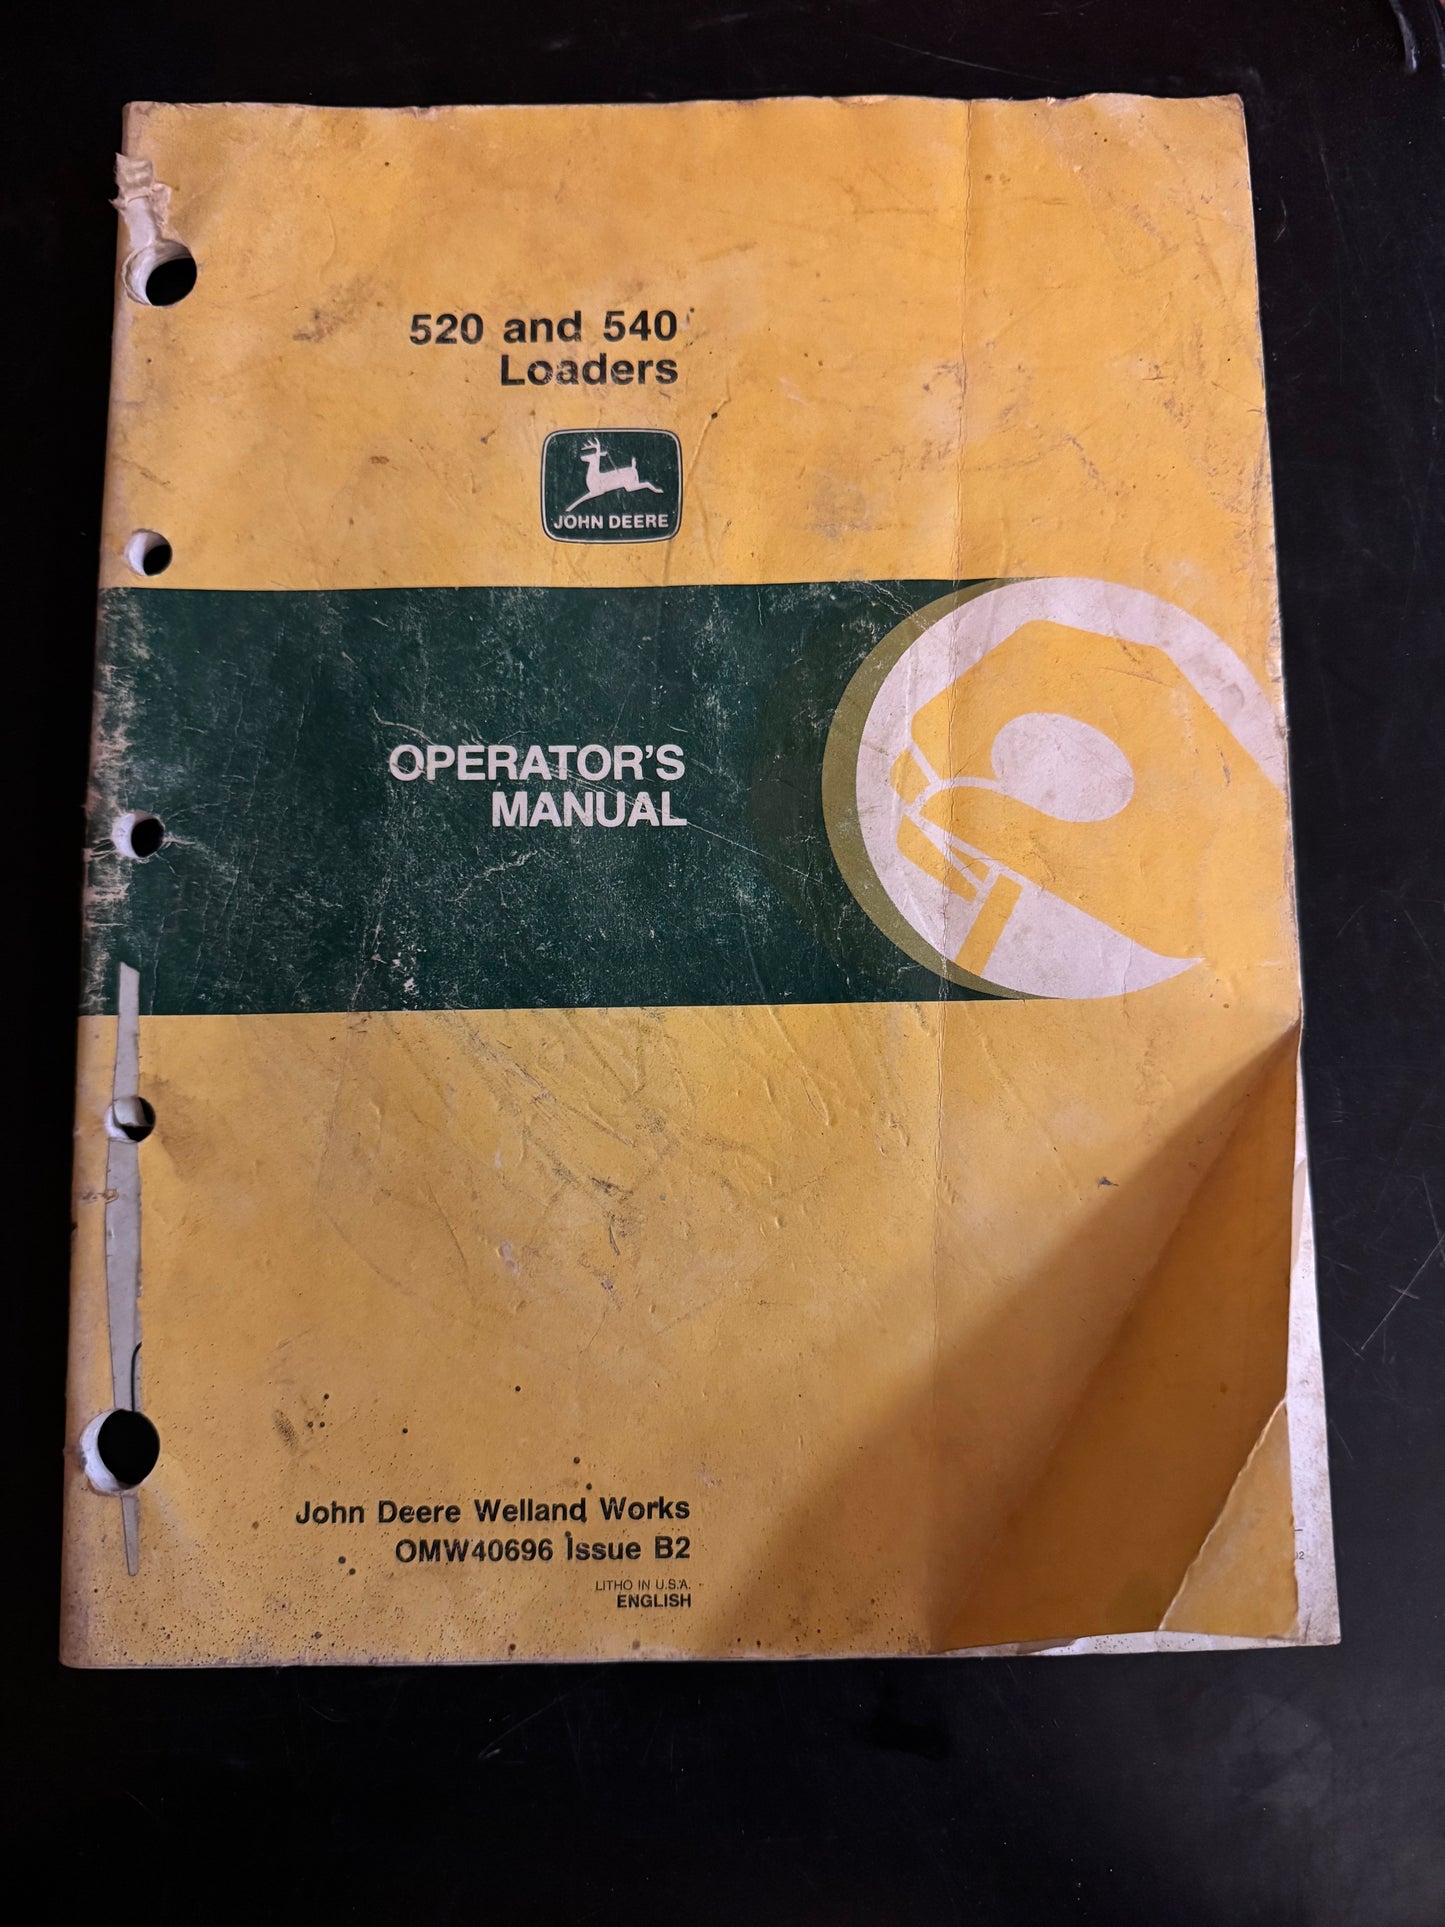 520 and 540
Loaders
JOHN DEERE
OPERATOR'S
MANUAL
John Deere Welland Works
OMW40696 Issue B2
LITHO IN U.S.A.
ENGLISH